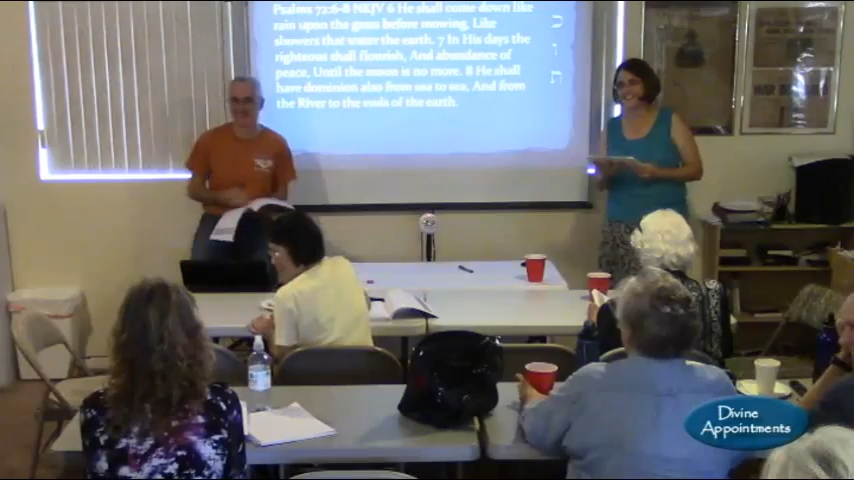 Psalms 72:6-8 NKJV 6 He shall come down like
rain upon the grass before mowing, Like
showers that water the earth. 7 In His days the
righteous shall flourish, And abundance of
peace, Until the moon is no more. 8 He shall
have dominion also from sea to sea, And from
the River to the ends of the earth.
כ
ו
ת
Divine
Appointments